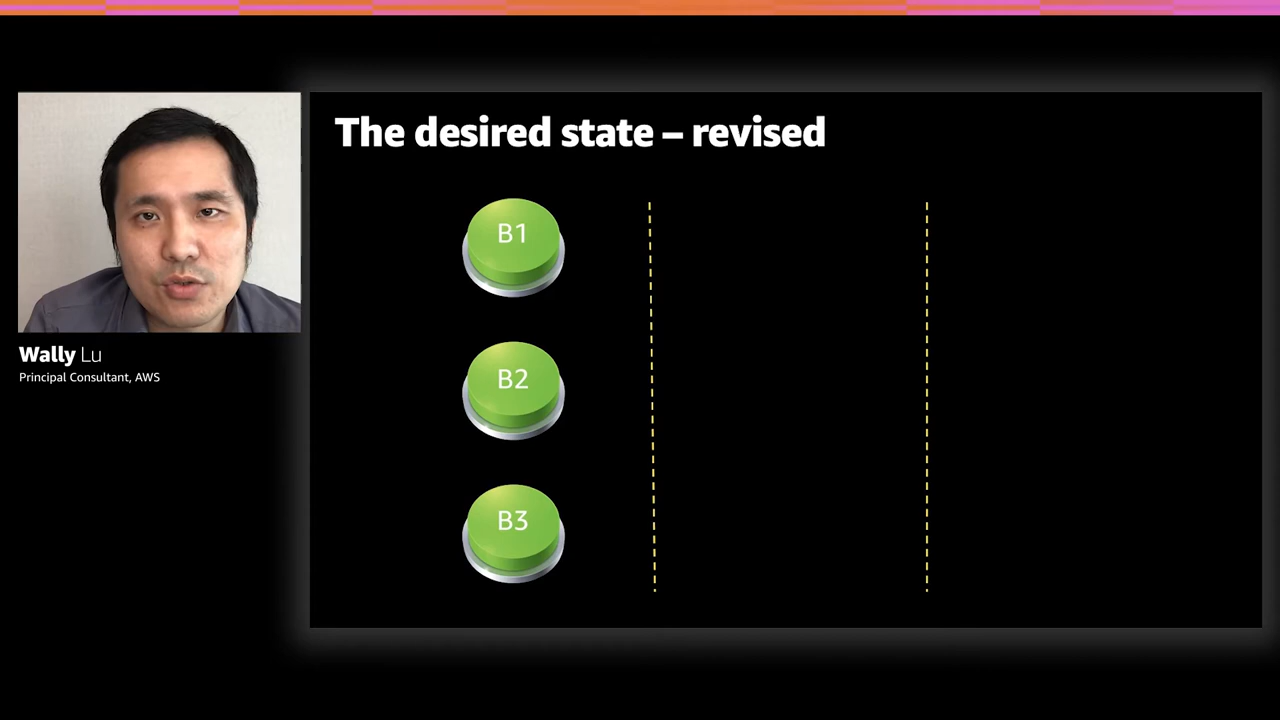 The desired state – revised
B1
B2
B3
Wally Lu
Principal Consultant, AWS